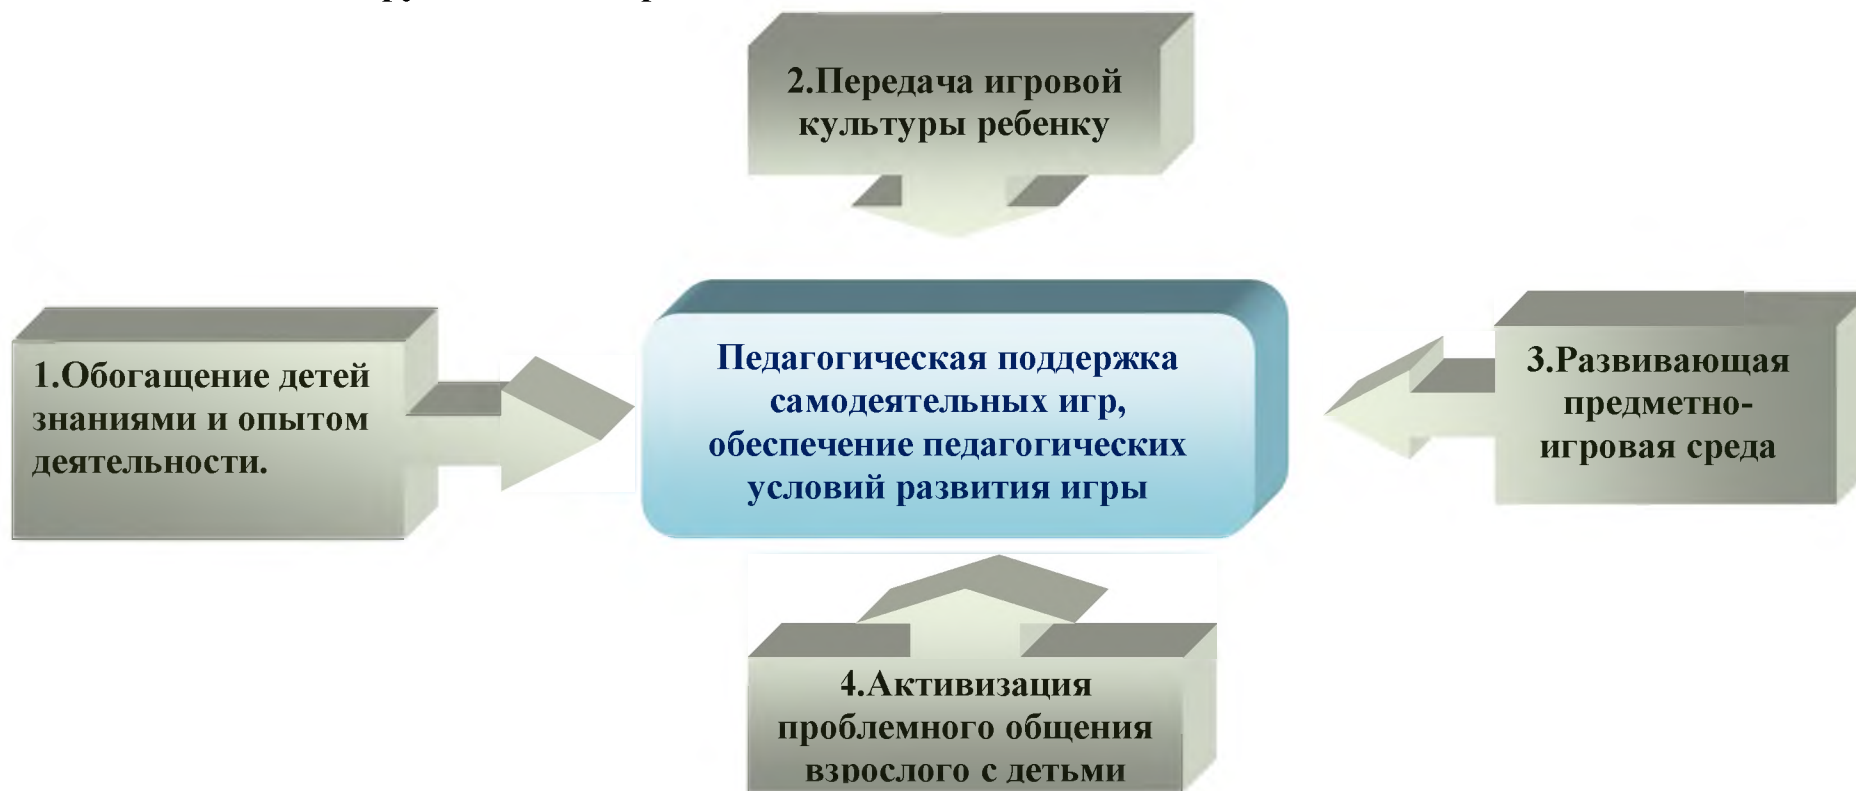 2.Передача игровой
культуры ребенку
1.Обогащение детей
знаниями и опытом
деятельности.
Педагогическая поддержка
самодеятельных игр,
обеспечение педагогических
условий развития игры
3.Развивающая
предметно-
игровая среда
4.Активизация
проблемного общения
взрослого с детьми